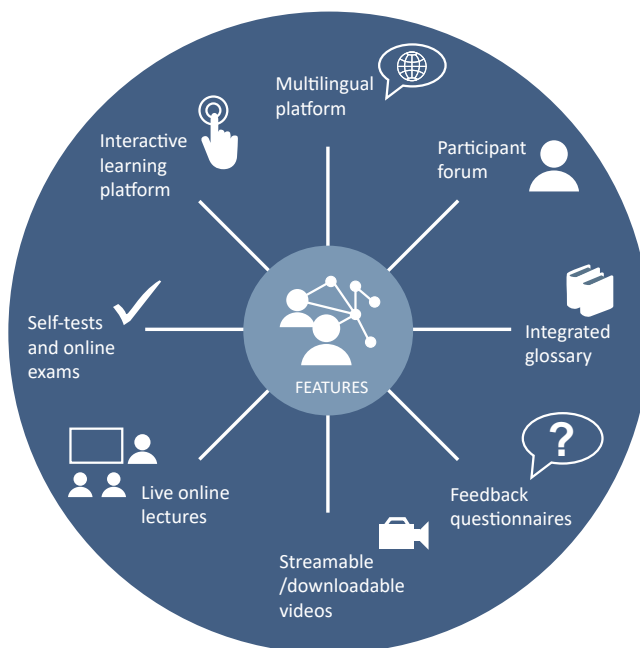 Multilingual
platform
Participant
forum
Integrated
glossary
?
Feedback
questionnaires
Streamable
/downloadable
videos
Live online
lectures
Self-tests
and online
exams
Interactive
learning
platform
FEATURES